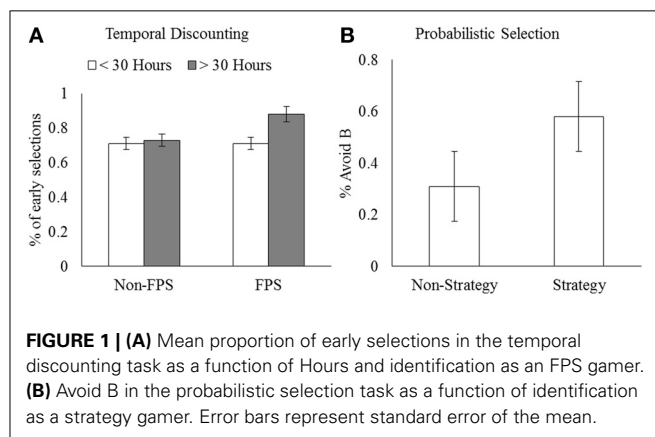 A Temporal Discounting
< 30 Hours > 30 Hours
% of early selections
1
0.8
0.6
0.4
0.2
0
Non-FPS FPS
B Probabilistic Selection
% Avoid B
0.8
0.6
0.4
0.2
0
Non-Strategy Strategy
FIGURE 1 | (A) Mean proportion of early selections in the temporal
discounting task as a function of Hours and identification as an FPS gamer.
(B) Avoid B in the probabilistic selection task as a function of identification
as a strategy gamer. Error bars represent standard error of the mean.